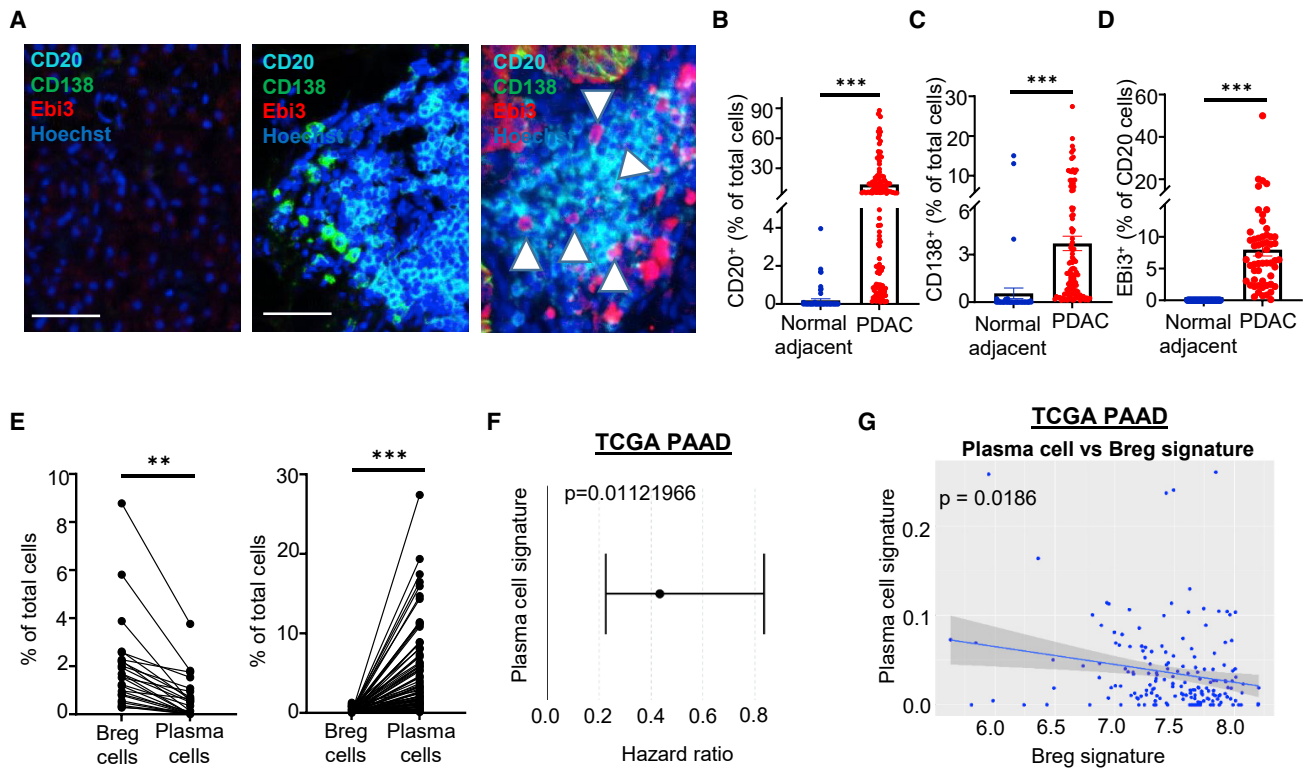 A
CD20
CD138
Ebi3
Hoechst
CD20
CD138
Ebi3
Hoechst
CD20
CD138
Ebi3
Hoechst
B
***
CD20⁺ (% of total cells)
90
60
30
4
2
0
Normal adjacent
PDAC
C
***
CD138⁺ (% of total cells)
30
20
10
6
3
0
Normal adjacent
PDAC
D
***
EBi3⁺ (% of CD20 cells)
60
40
20
10
5
0
Normal adjacent
PDAC
E
**
% of total cells
10
8
6
4
2
0
Breg cells
Plasma cells
***
% of total cells
30
20
10
0
Breg cells
Plasma cells
F
TCGA PAAD
p=0.01121966
Plasma cell signature
0.0 0.2 0.4 0.6 0.8
Hazard ratio
G
TCGA PAAD
Plasma cell vs Breg signature
p = 0.0186
Plasma cell signature
0.2
0.1
0.0
6.0 6.5 7.0 7.5 8.0
Breg signature